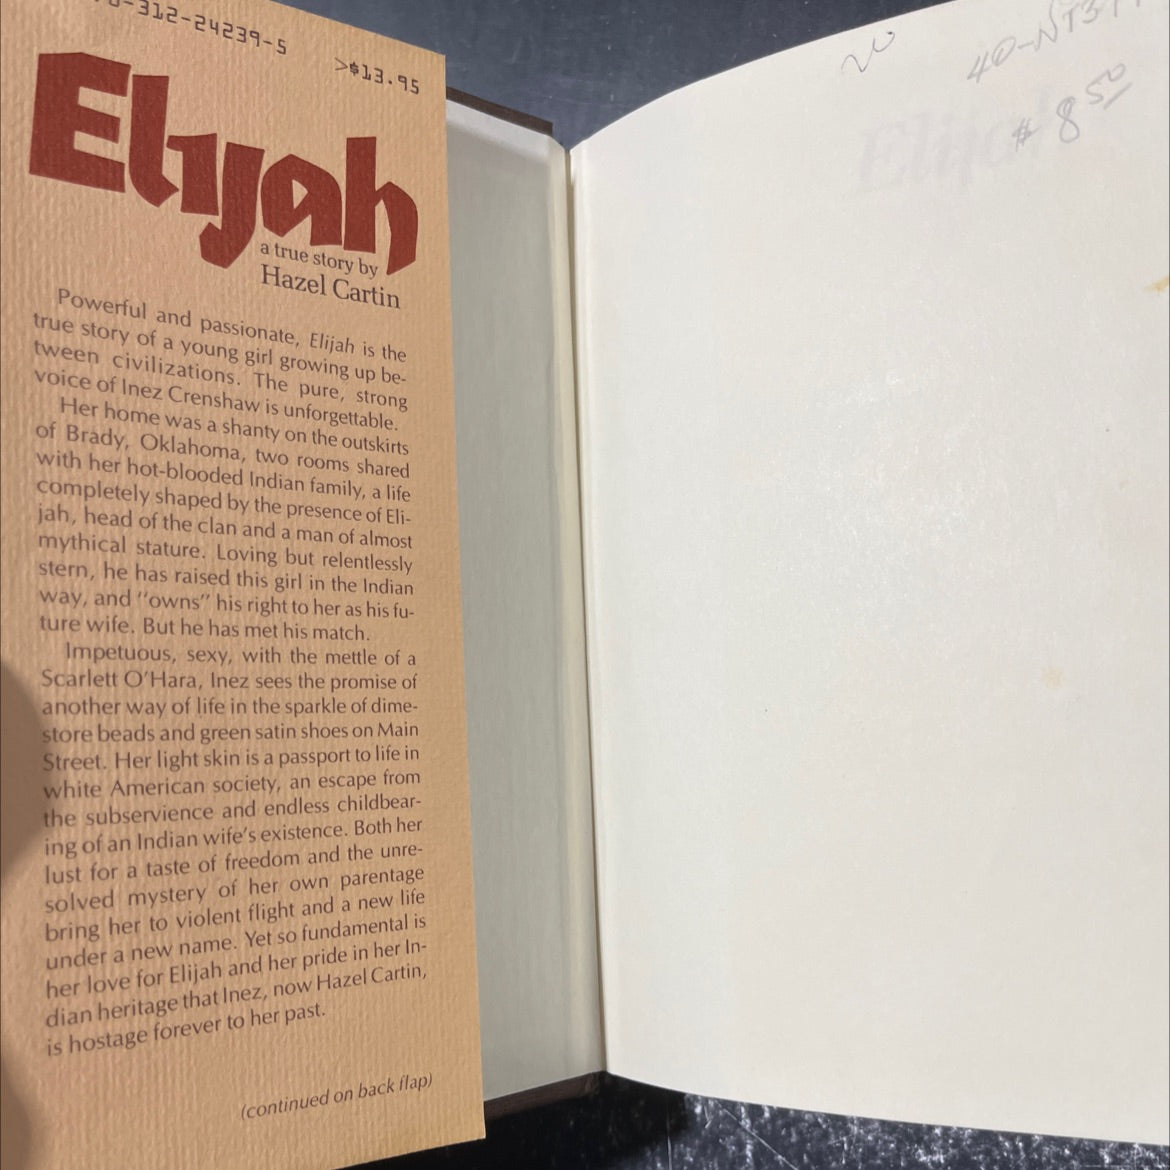 -312-24239-5
>$13.95
Elijah
a true story by
Hazel Cartin
Powerful and passionate, Elijah is the
true story of a young girl growing up be-
tween civilizations. The pure, strong
voice of Inez Crenshaw is unforgettable.
Her home was a shanty on the outskirts
of Brady, Oklahoma, two rooms shared
with her hot-blooded Indian family, a life
completely shaped by the presence of Eli-
jah, head of the clan and a man of almost
mythical stature. Loving but relentlessly
stern, he has raised this girl in the Indian
way, and "owns" his right to her as his fu-
ture wife. But he has met his match.
Impetuous, sexy, with the mettle of a
Scarlett O'Hara, Inez sees the promise of
another way of life in the sparkle of dime-
store beads and green satin shoes on Main
Street. Her light skin is a passport to life in
white American society, an escape from
the subservience and endless childbear-
ing of an Indian wife's existence. Both her
lust for a taste of freedom and the unre-
solved mystery of her own parentage
bring her to violent flight and a new life
under a new name. Yet so fundamental is
her love for Elijah and her pride in her In-
dian heritage that Inez, now Hazel Cartin,
is hostage forever to her past.
(continued on back flap)
Elijah
# 8 50